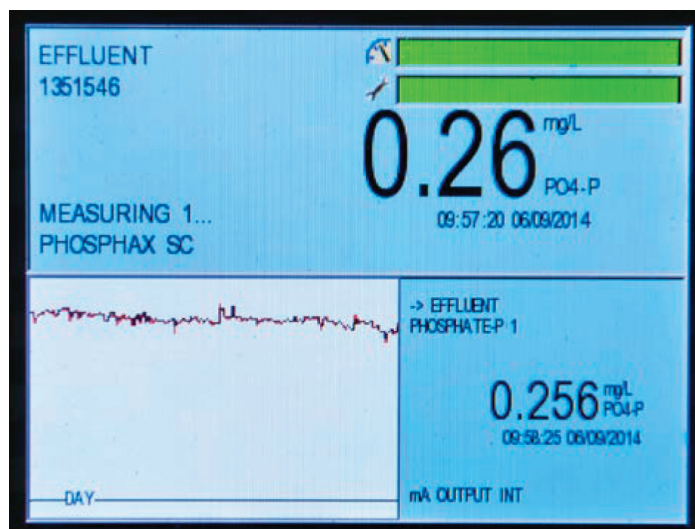 EFFLUENT
1351546
0.26 mg/L
PO4-P
09:57:20 06/09/2014
MEASURING 1...
PHOSPHAX SC
-> EFFLUENT
PHOSPHATE-P 1
0.256 mg/L
PO4-P
09:58:25 06/09/2014
mA OUTPUT INT
DAY